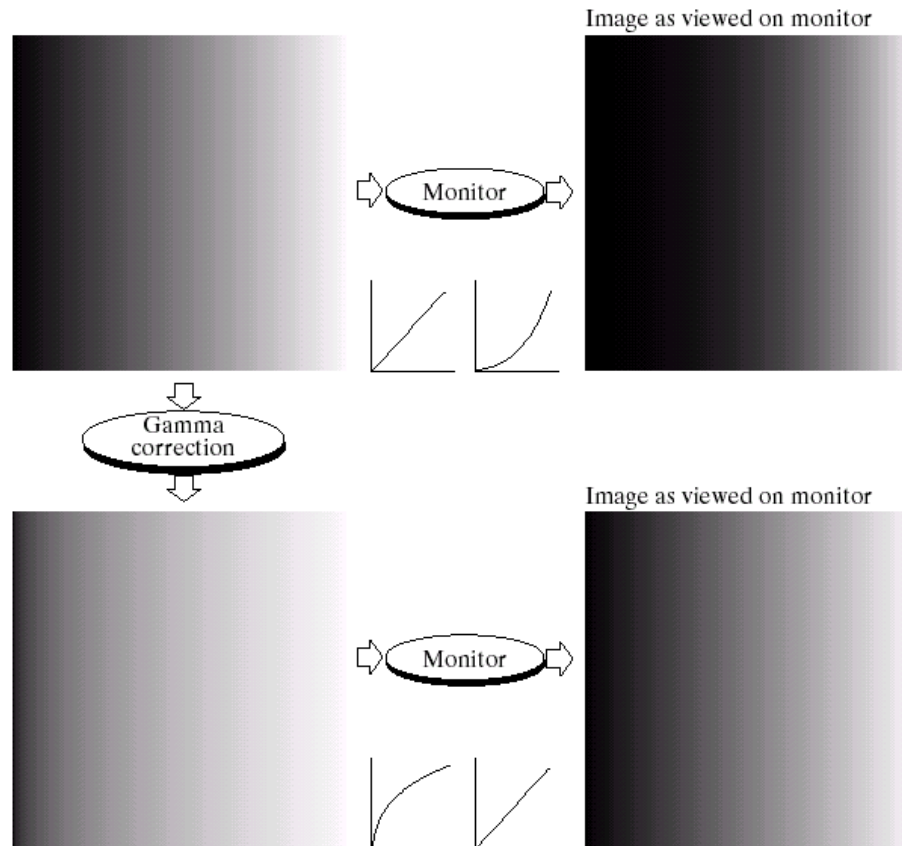 Image as viewed on monitor
Monitor
Gamma
correction
Image as viewed on monitor
Monitor